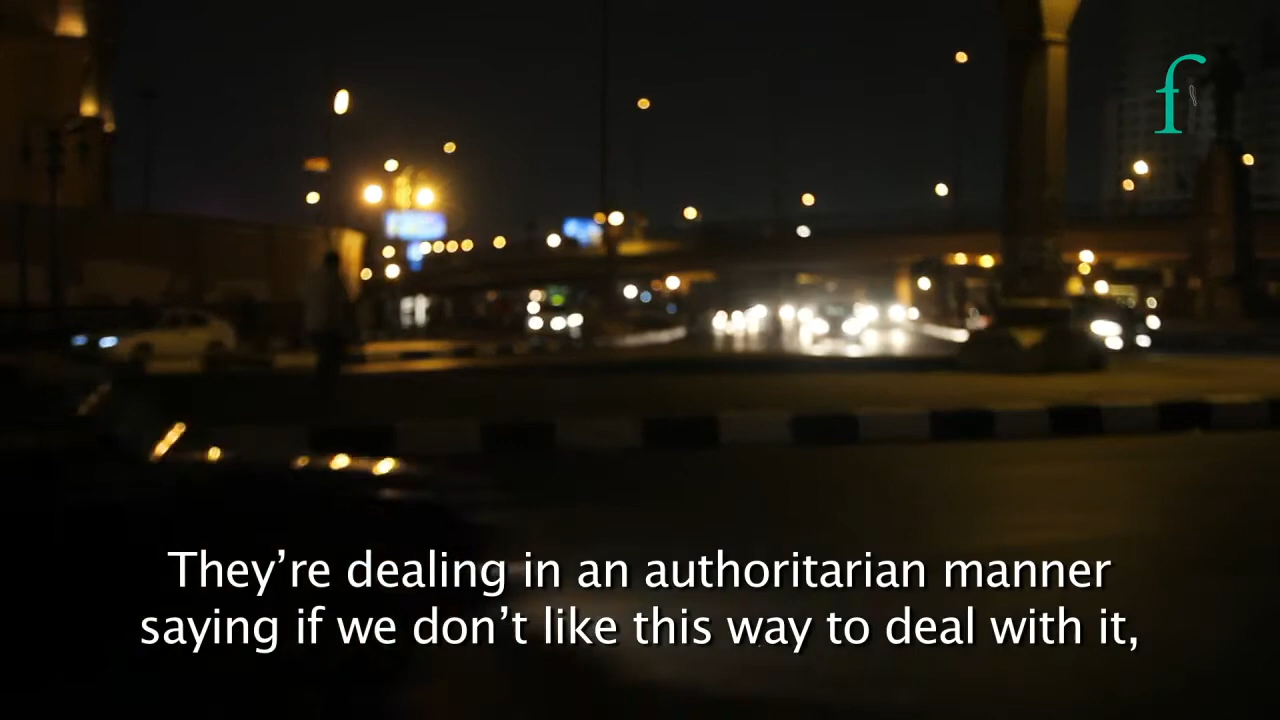 f
They’re dealing in an authoritarian manner
saying if we don’t like this way to deal with it,